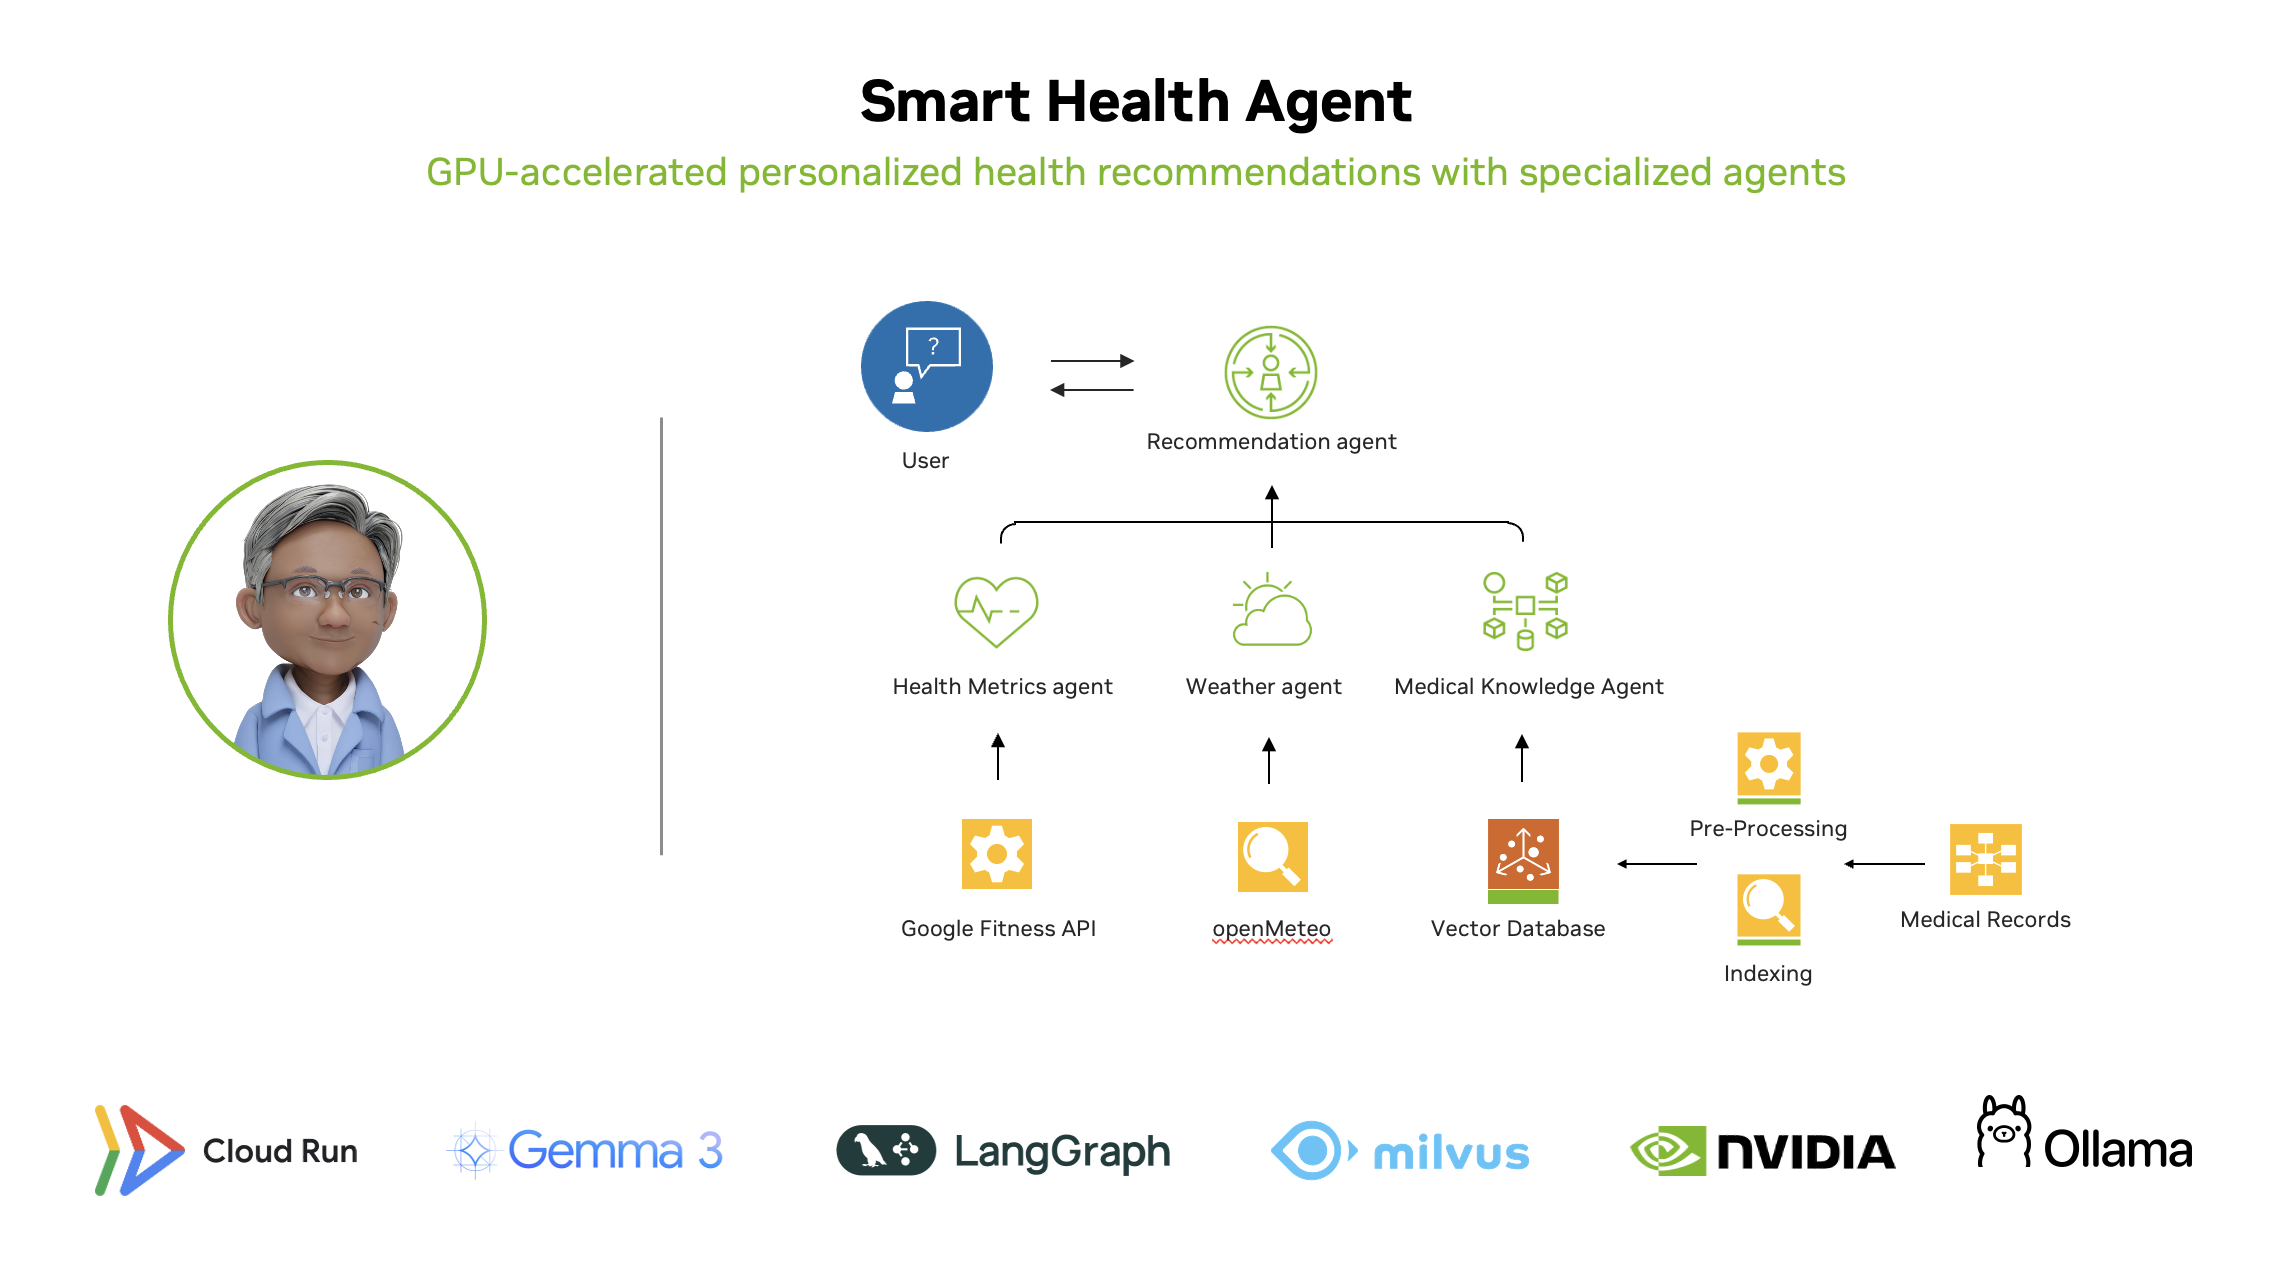 Smart Health Agent
GPU-accelerated personalized health recommendations with specialized agents
?
User
Recommendation agent
Health Metrics agent
Weather agent
Medical Knowledge Agent
Google Fitness API
openMeteo
Vector Database
Pre-Processing
Indexing
Medical Records
Cloud Run
Gemma 3
LangGraph
milvus
NVIDIA
Ollama